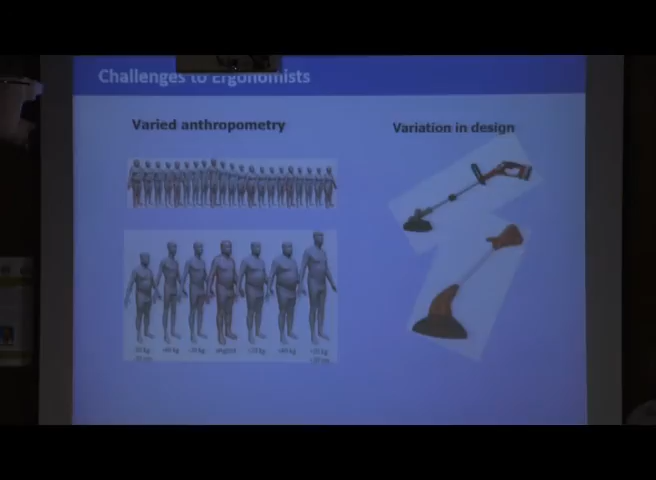 Challenges to Ergonomists
Varied anthropometry
Variation in design